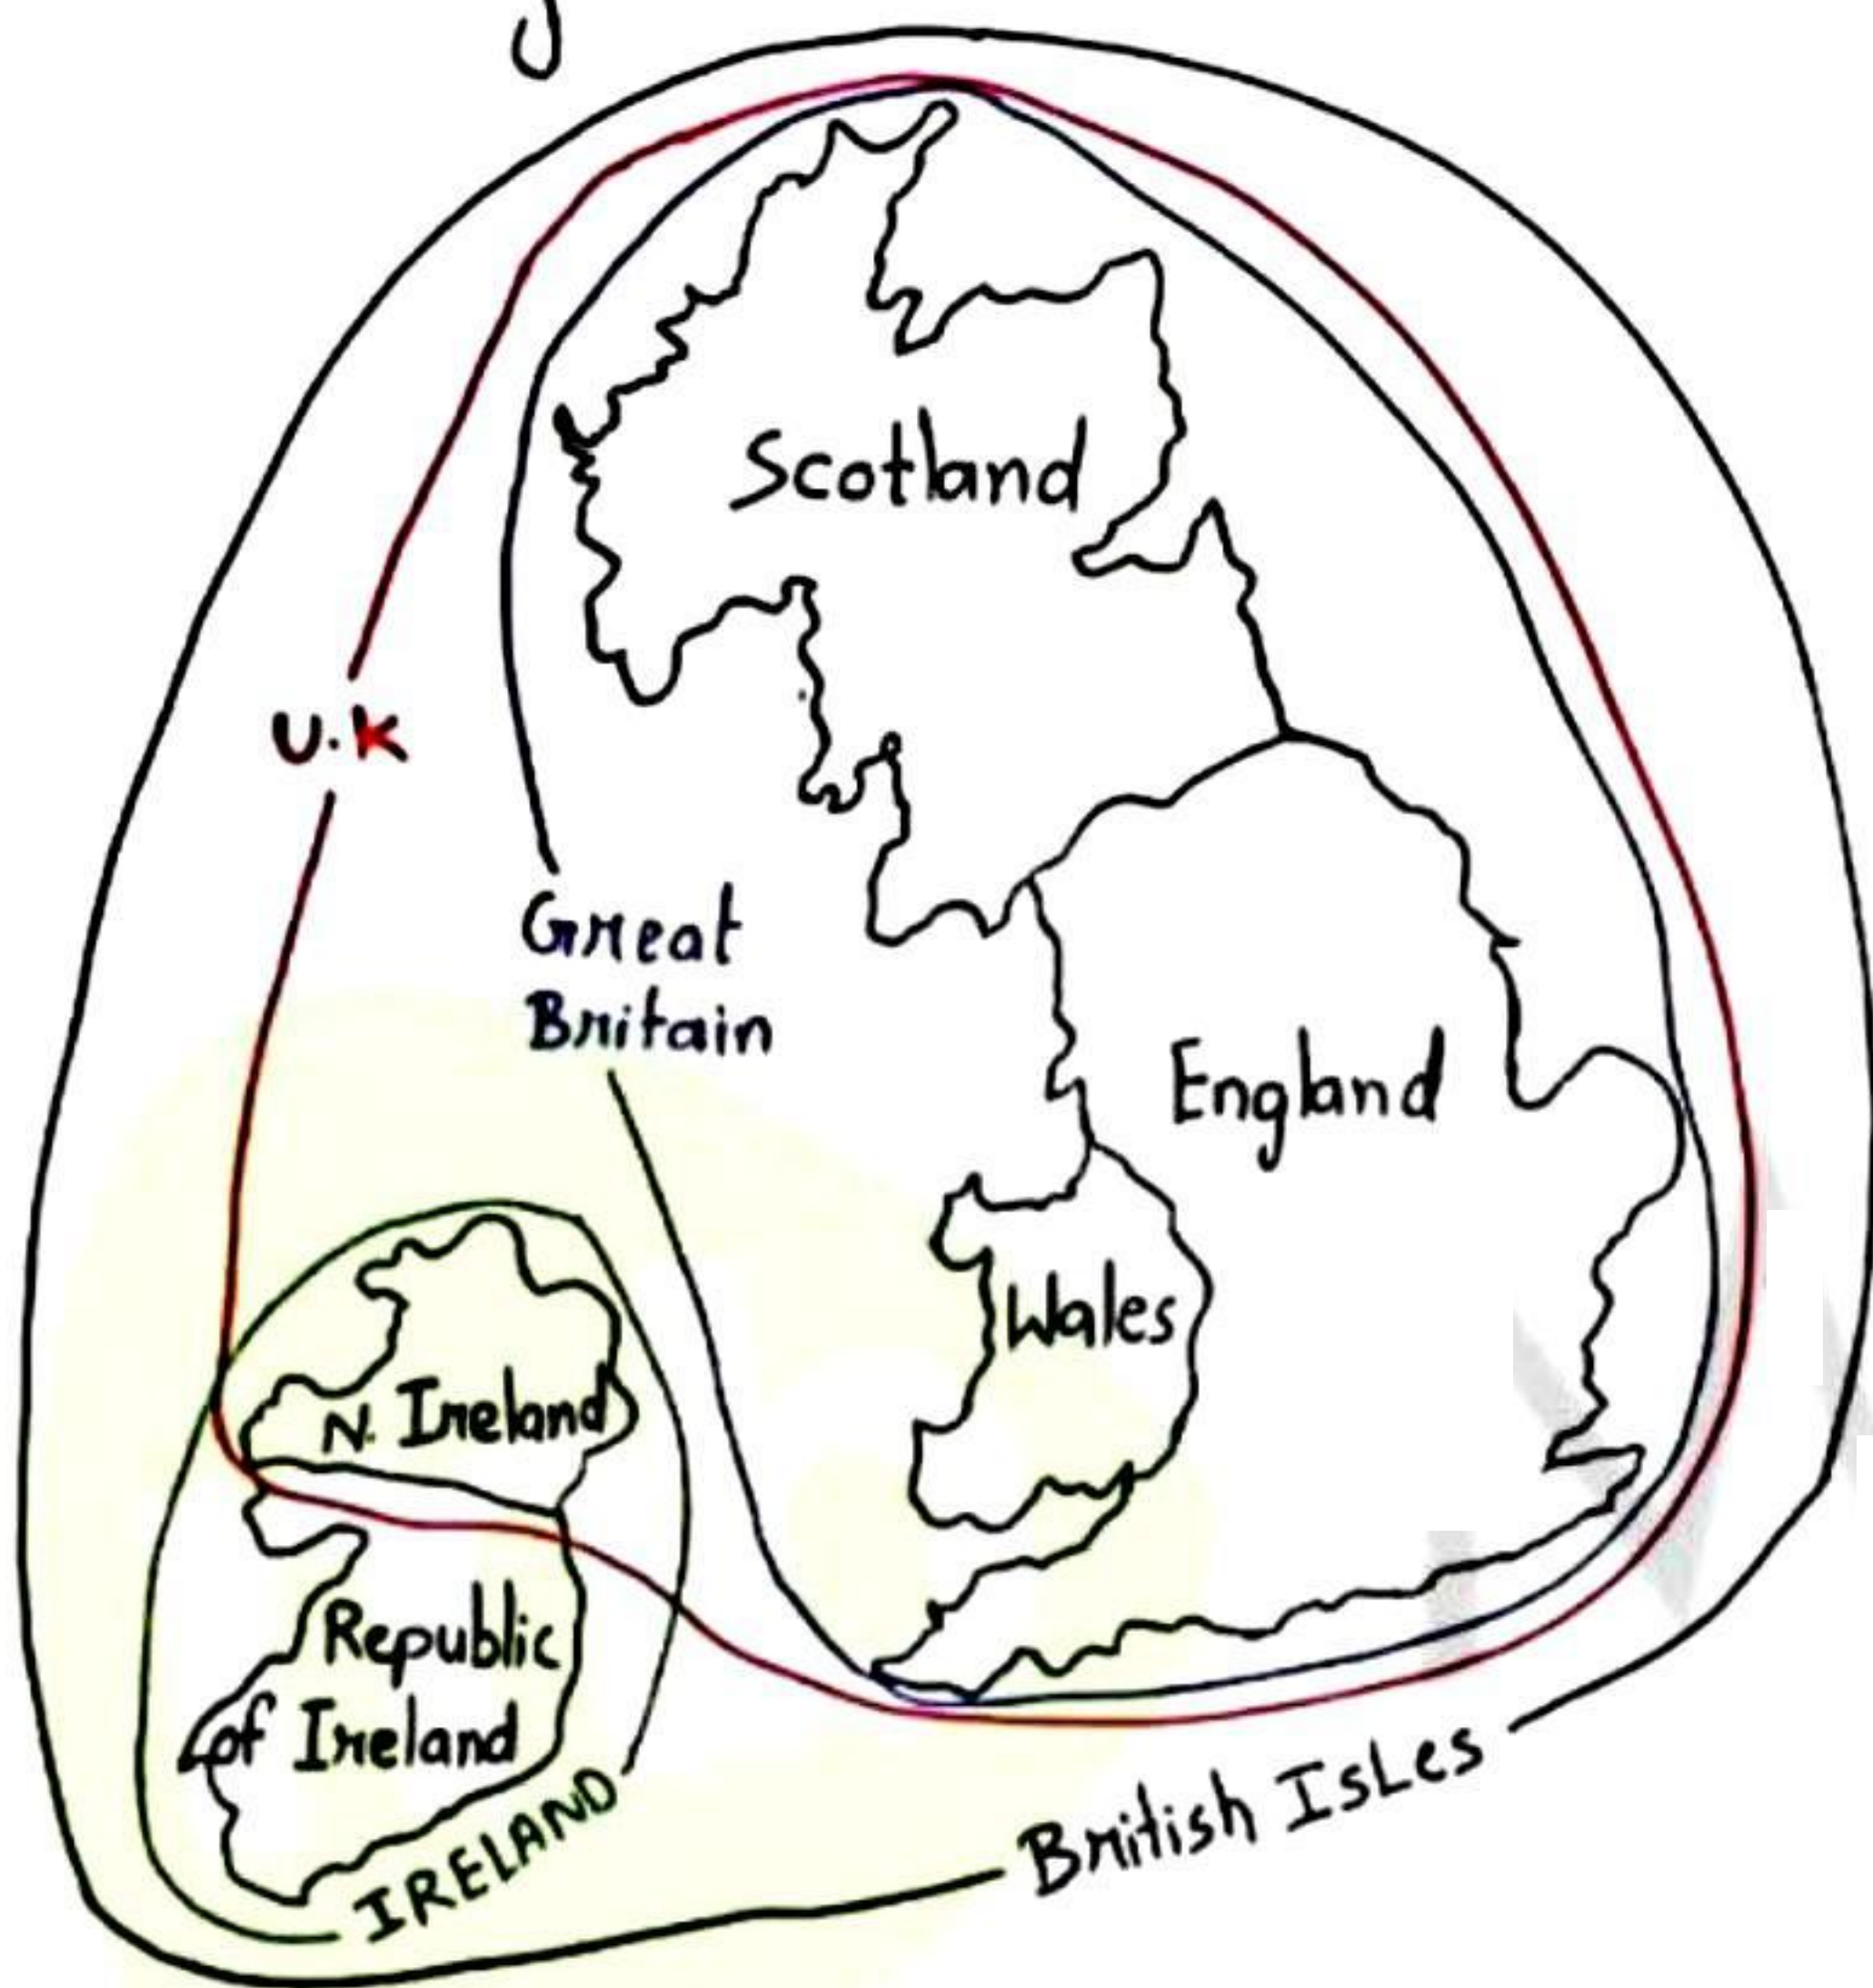 Scotland
U.K
Great
Britain
England
Wales
N. Ireland
Republic
of Ireland
IRELAND
British Isles